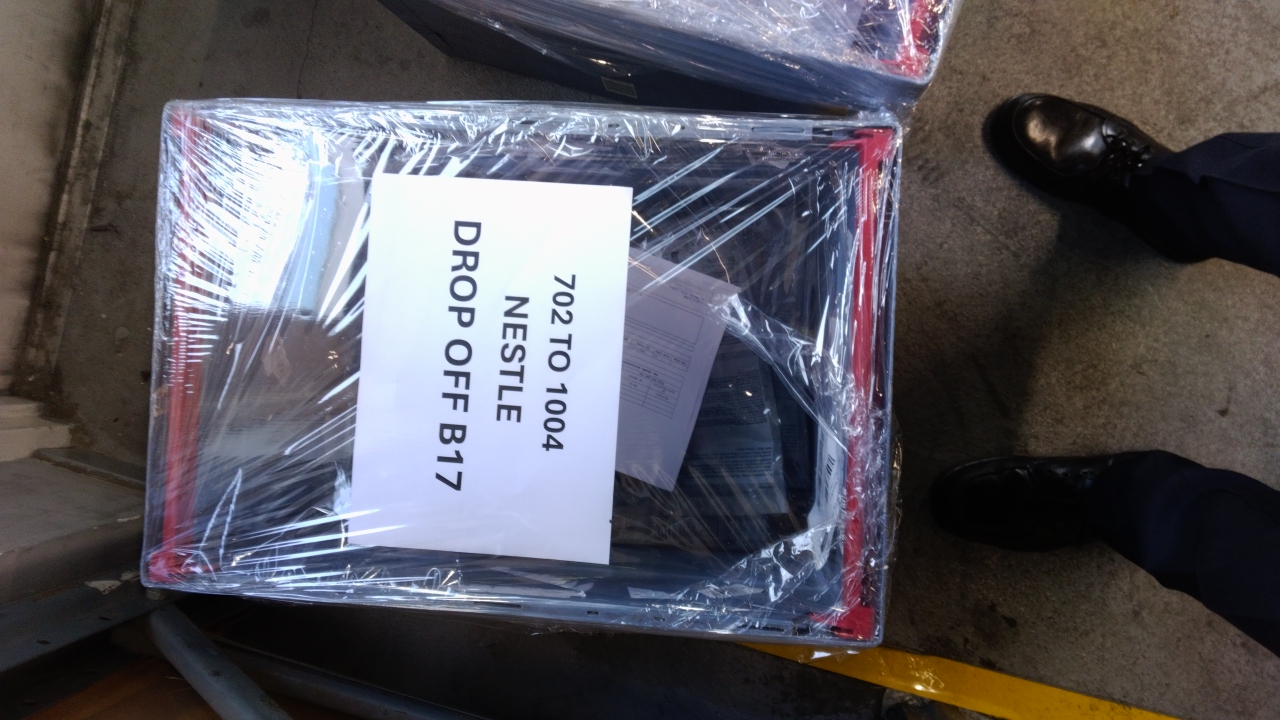 702 TO 1004
NESTLE
DROP OFF B17